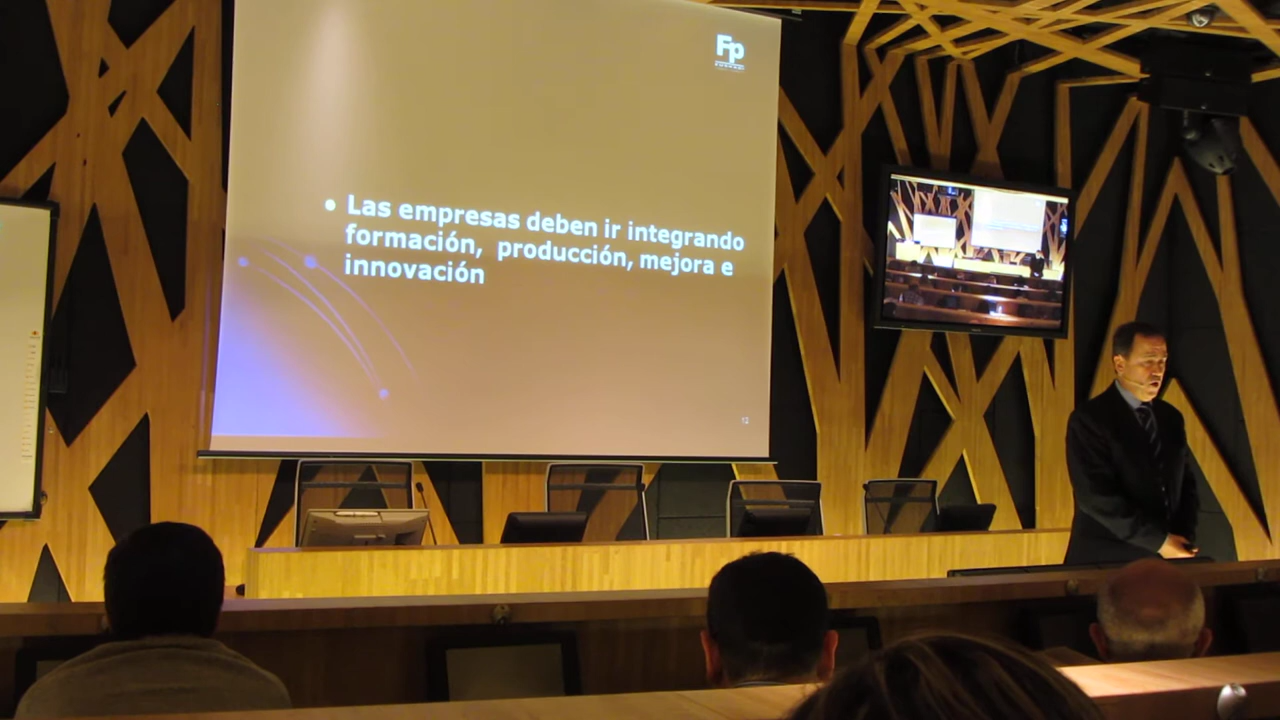 Fp
• Las empresas deben ir integrando
formación, producción, mejora e
innovación
12